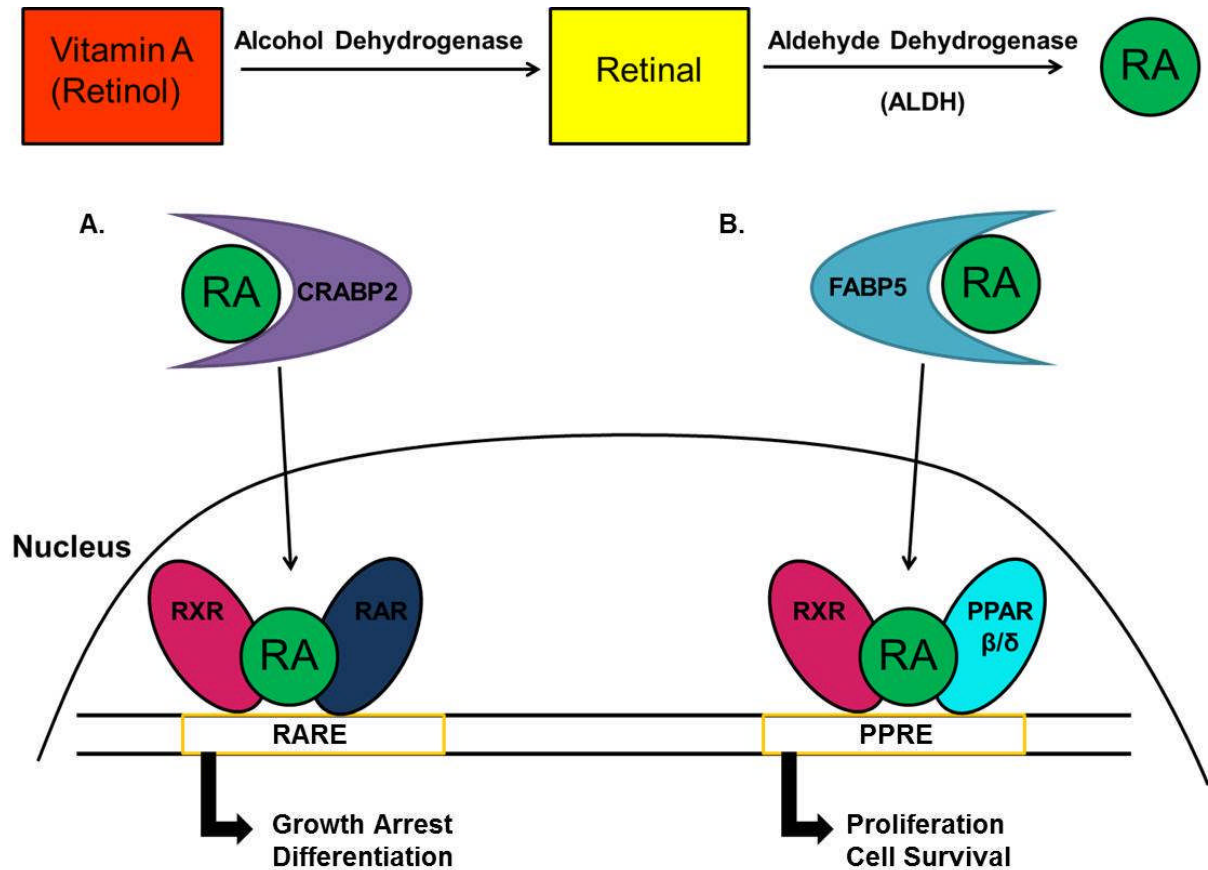 Vitamin A
(Retinol)
Alcohol Dehydrogenase
Retinal
Aldehyde Dehydrogenase
(ALDH)
RA
A.
RA
CRABP2
B.
FABP5
RA
Nucleus
RXR
RA
RAR
RXR
RA
PPAR
β/δ
RARE
PPRE
Growth Arrest
Differentiation
Proliferation
Cell Survival